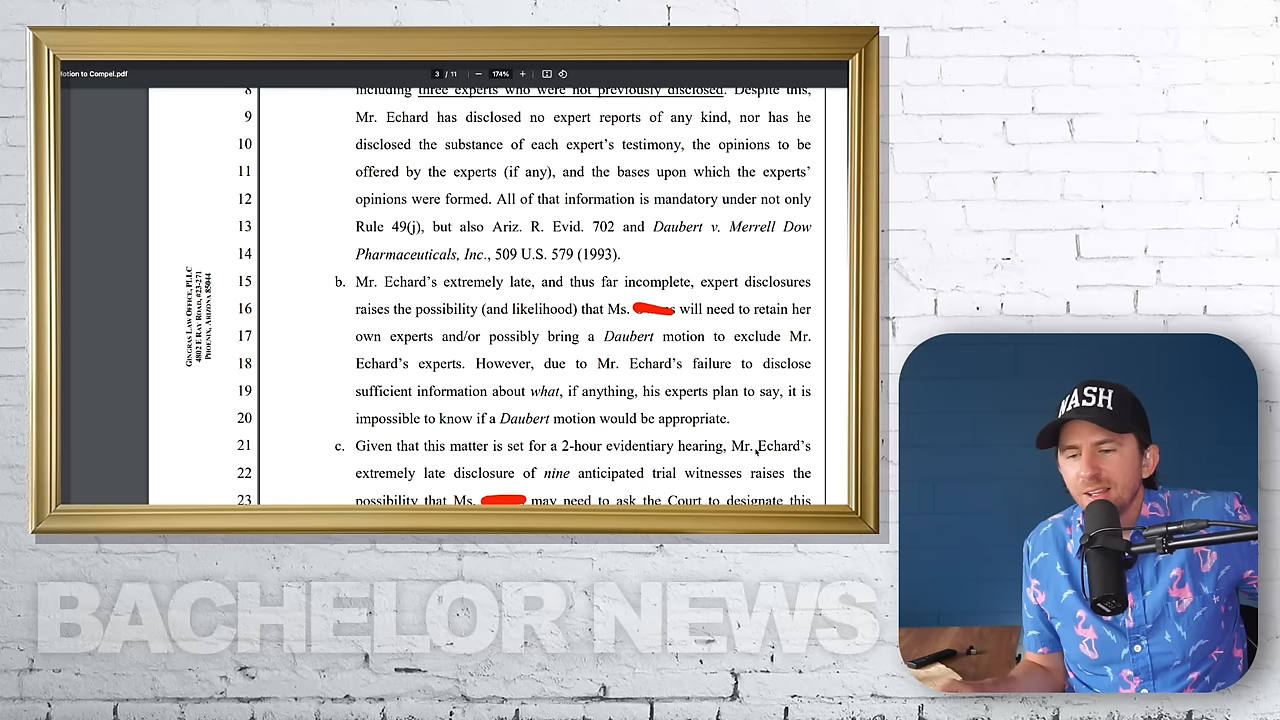 otion to Compel.pdf
3 / 11
174%
8 including three experts who were not previously disclosed. Despite this,
9 Mr. Echard has disclosed no expert reports of any kind, nor has he
10 disclosed the substance of each expert's testimony, the opinions to be
11 offered by the experts (if any), and the bases upon which the experts'
12 opinions were formed. All of that information is mandatory under not only
13 Rule 49(j), but also Ariz. R. Evid. 702 and Daubert v. Merrell Dow
14 Pharmaceuticals, Inc., 509 U.S. 579 (1993).
15 b. Mr. Echard's extremely late, and thus far incomplete, expert disclosures
16 raises the possibility (and likelihood) that Ms. will need to retain her
17 own experts and/or possibly bring a Daubert motion to exclude Mr.
18 Echard's experts. However, due to Mr. Echard's failure to disclose
19 sufficient information about what, if anything, his experts plan to say, it is
20 impossible to know if a Daubert motion would be appropriate.
21 c. Given that this matter is set for a 2-hour evidentiary hearing, Mr. Echard's
22 extremely late disclosure of nine anticipated trial witnesses raises the
23 possibility that Ms. may need to ask the Court to designate this
GINGRAS LAW OFFICE, PLLC
4802 E RAY ROAD, #23-271
PHOENIX, ARIZONA 85044
NASH
BACHELOR NEWS